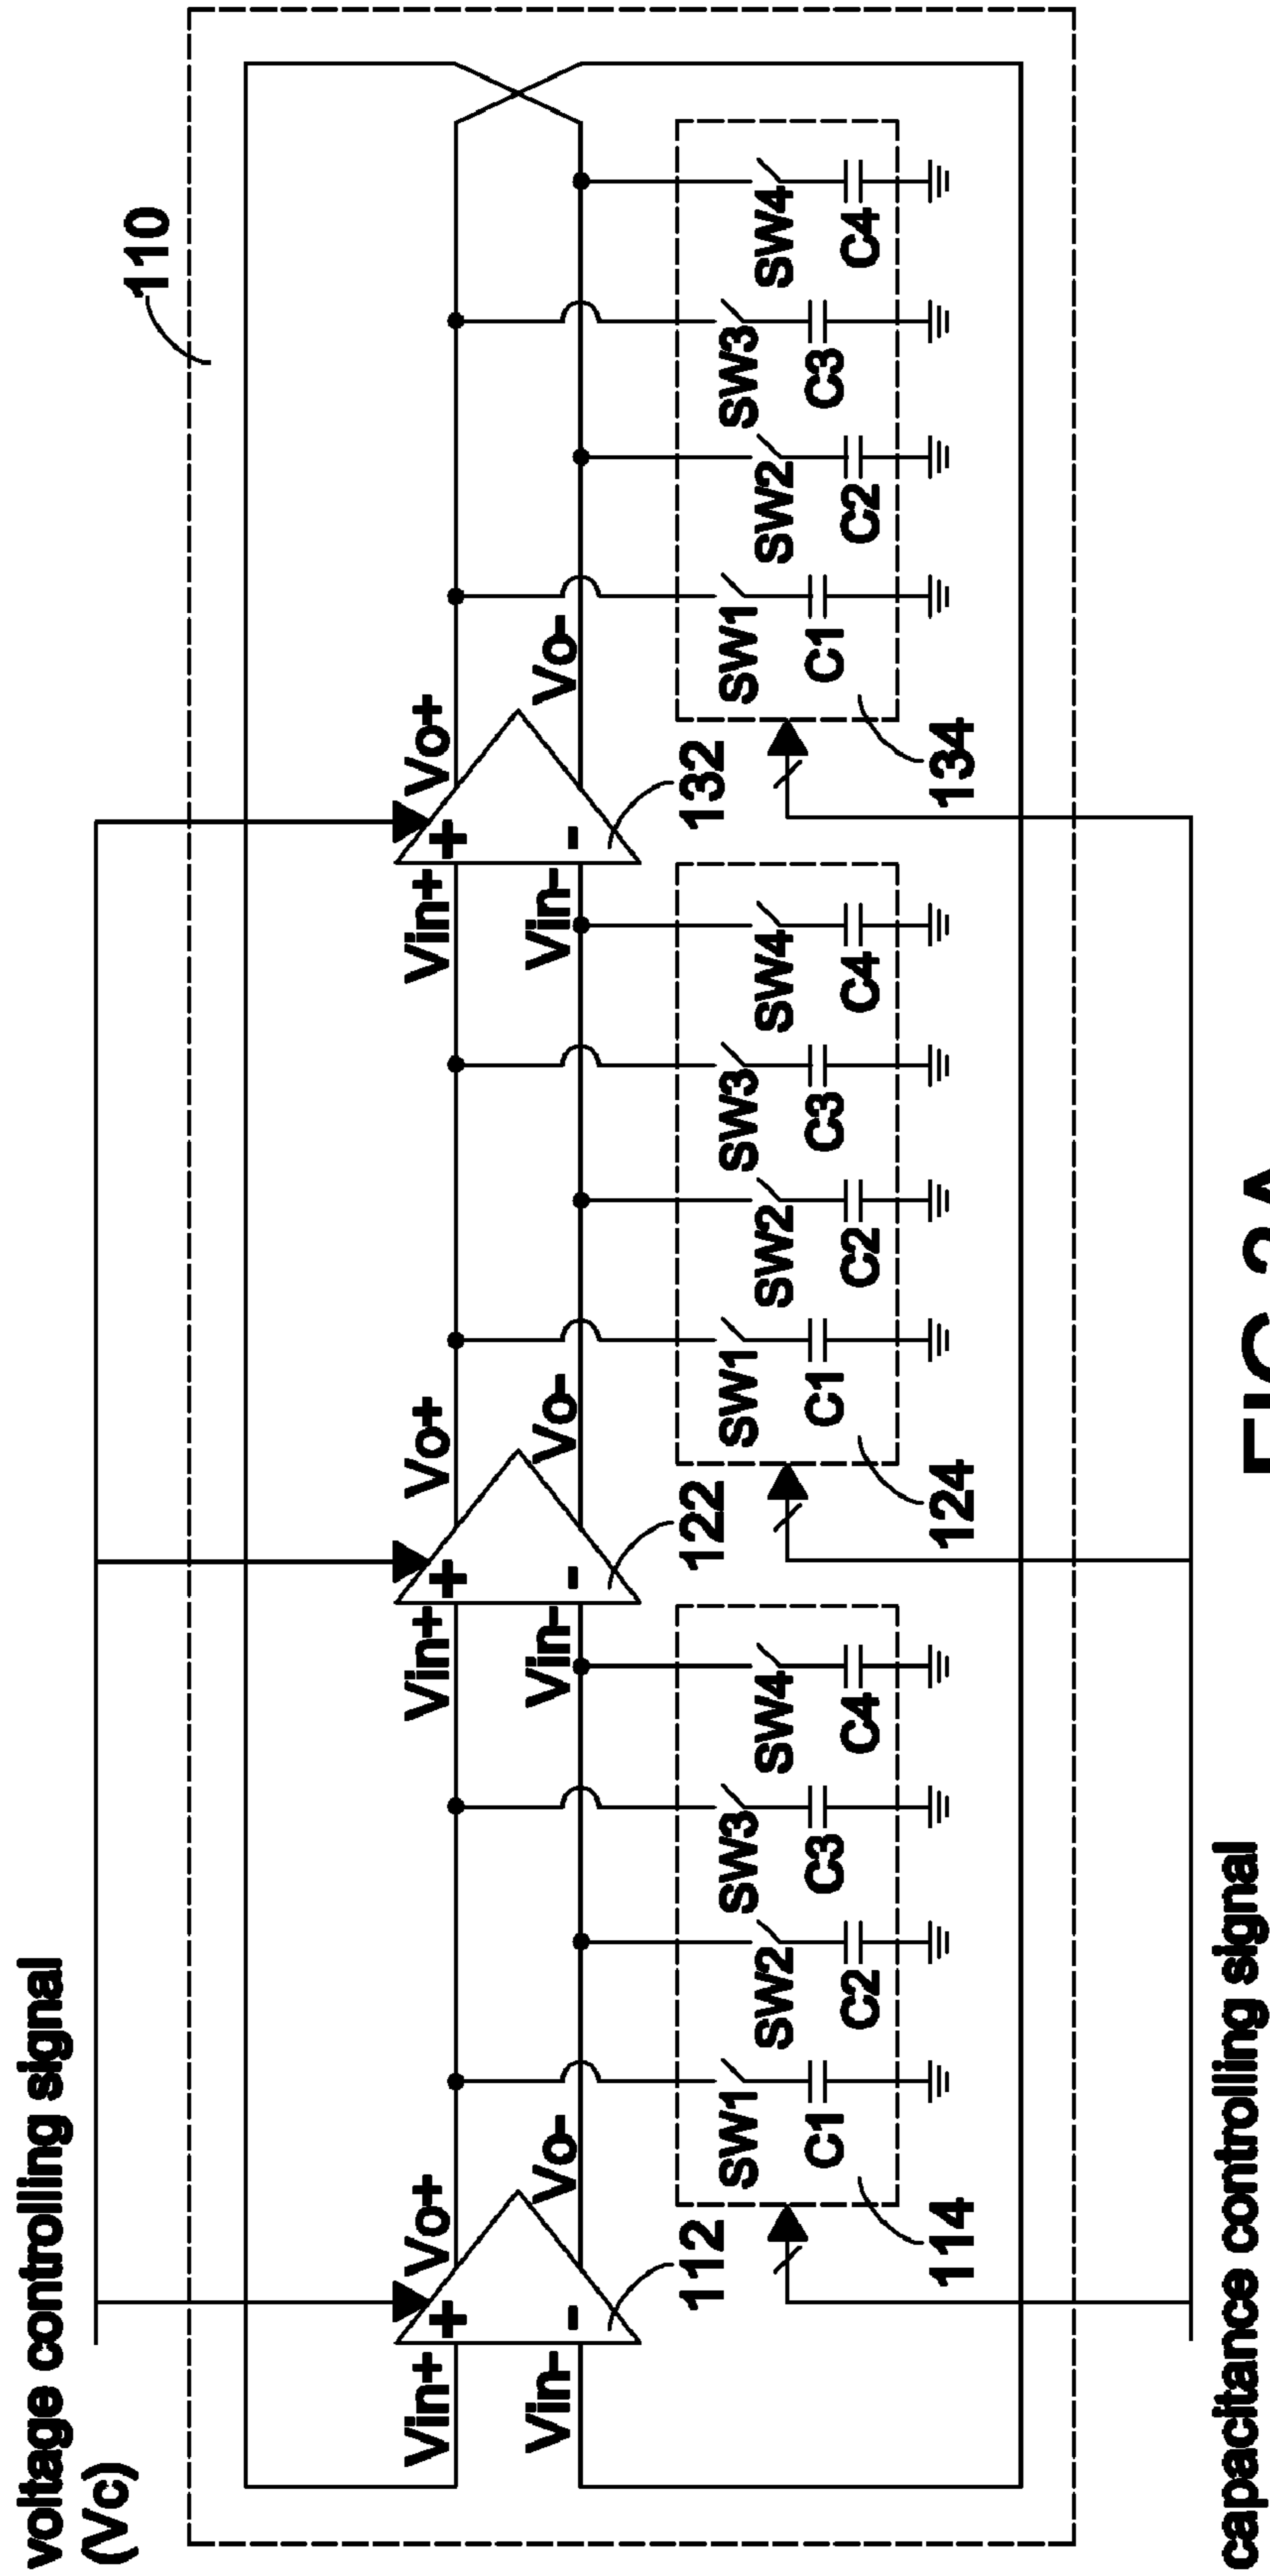 voltage controlling signal
(Vc)
110
Vin+
Vo+
Vin+
Vo+
Vin+
Vo+
+
+
+
-
-
-
Vin-
Vo-
Vin-
Vo-
Vin-
Vo-
112
122
132
SW1
SW2
SW3
SW4
C1
C2
C3
C4
114
SW1
SW2
SW3
SW4
C1
C2
C3
C4
124
SW1
SW2
SW3
SW4
C1
C2
C3
C4
134
capacitance controlling signal